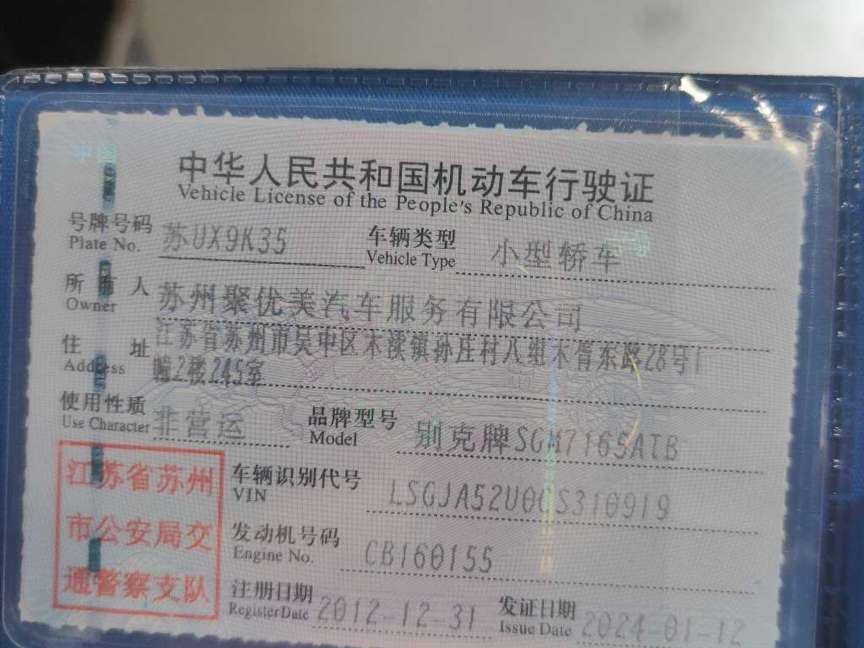 中华人民共和国机动车行驶证
Vehicle License of the People's Republic of China
号牌号码 苏UX9K35 车辆类型 小型轿车
Plate No. Vehicle Type
所有人 苏州聚优美汽车服务有限公司
Owner
住址 江苏省苏州市吴中区木渎镇孙庄村八组木胥东路28号1
Address 幢2楼245室
使用性质 非营运 品牌型号 别克牌SGM7165ATB
Use Character Model
江苏省苏州
市公安局交
通警察支队
车辆识别代号 LSGJA52U0CS310919
VIN
发动机号码 CB160155
Engine No.
注册日期 2012-12-31 发证日期 2024-01-12
Register Date Issue Date